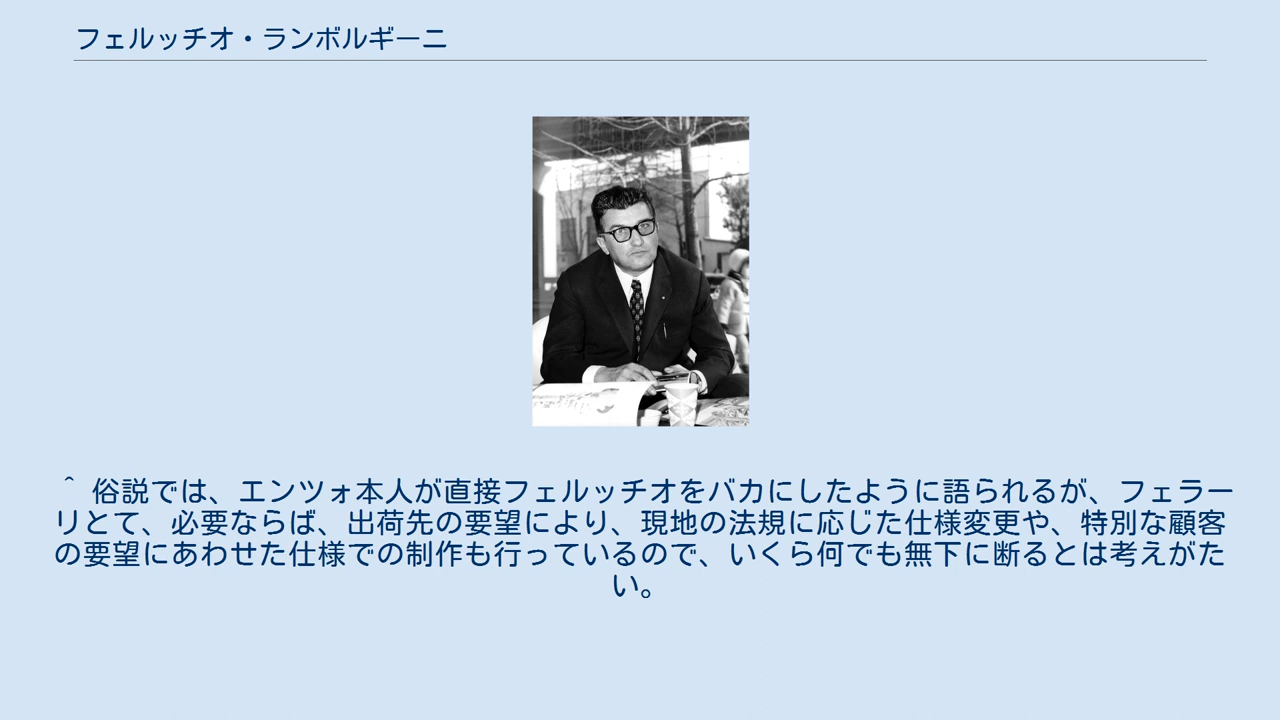 フェルッチオ・ランボルギーニ
^ 俗説では、エンツォ本人が直接フェルッチオをバカにしたように語られるが、フェラー
リとて、必要ならば、出荷先の要望により、現地の法規に応じた仕様変更や、特別な顧客
の要望にあわせた仕様での制作も行っているので、いくら何でも無下に断るとは考えがた
い。